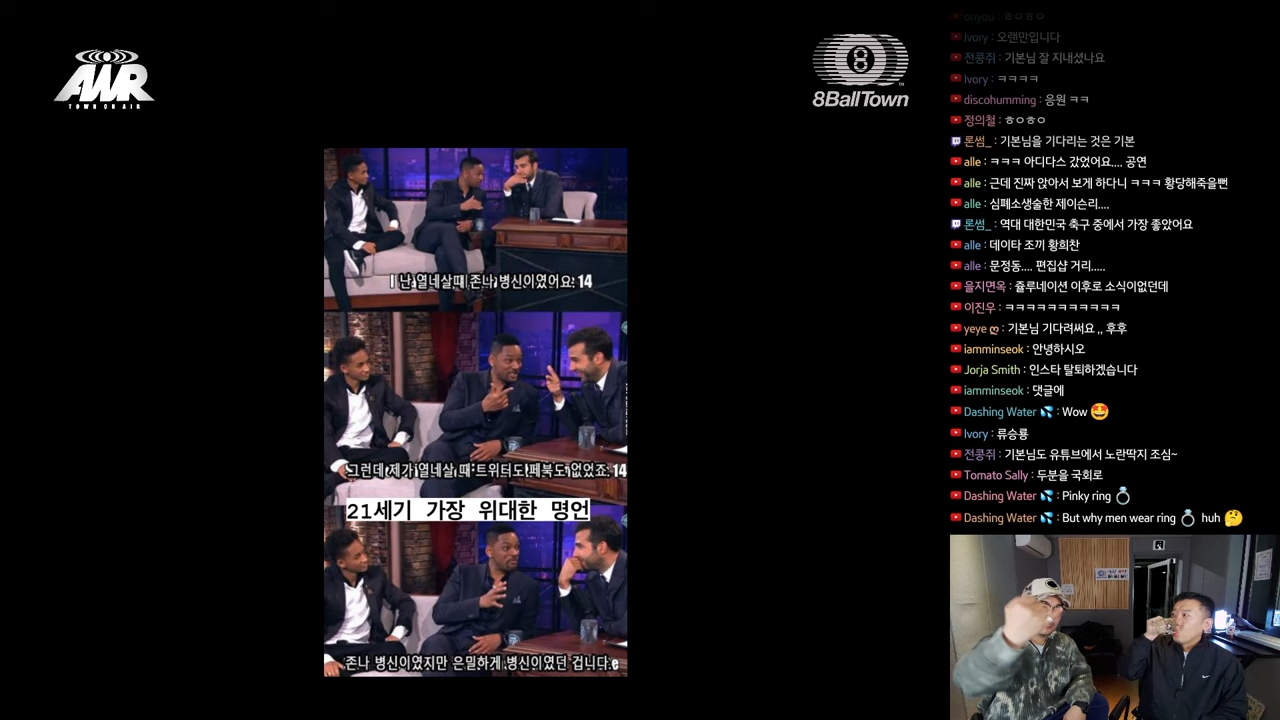 AIR
TOWN ON AIR
8
8BallTown
난 열네살때 존나 병신이였어요. 14
그런데 제가 열네살 때 트위터도 페북도 없었죠. 14
21세기 가장 위대한 명언
존나 병신이였지만 은밀하게 병신이였던 겁니다.e
onyou : ㅎㅇㅎㅇ
Ivory : 오랜만입니다
전콩쥐 : 기본님 잘 지내셨나요
Ivory : ㅋㅋㅋㅋ
discohumming : 응원 ㅋㅋ
정의철 : ㅎㅇㅎㅇ
론썸_ : 기본님을 기다리는 것은 기본
alle : ㅋㅋㅋ 아디다스 갔었어요.... 공연
alle : 근데 진짜 앉아서 보게 하다니 ㅋㅋㅋ 황당해죽을뻔
alle : 심폐소생술한 제이슨리....
론썸_ : 역대 대한민국 축구 중에서 가장 좋았어요
alle : 데이타 조끼 황희찬
alle : 문정동.... 편집샵 거리.....
을지면옥 : 쥴루네이션 이후로 소식이없던데
이진우 : ㅋㅋㅋㅋㅋㅋㅋㅋㅋㅋㅋ
yeye ღ : 기본님 기다려써요 ,, 후후
iamminseok : 안녕하시오
Jorja Smith : 인스타 탈퇴하겠습니다
iamminseok : 댓글에
Dashing Water 💦 : Wow 🤩
Ivory : 류승룡
전콩쥐 : 기본님도 유튜브에서 노란딱지 조심~
Tomato Sally : 두분을 국회로
Dashing Water 💦 : Pinky ring 💍
Dashing Water 💦 : But why men wear ring 💍 huh 🤔